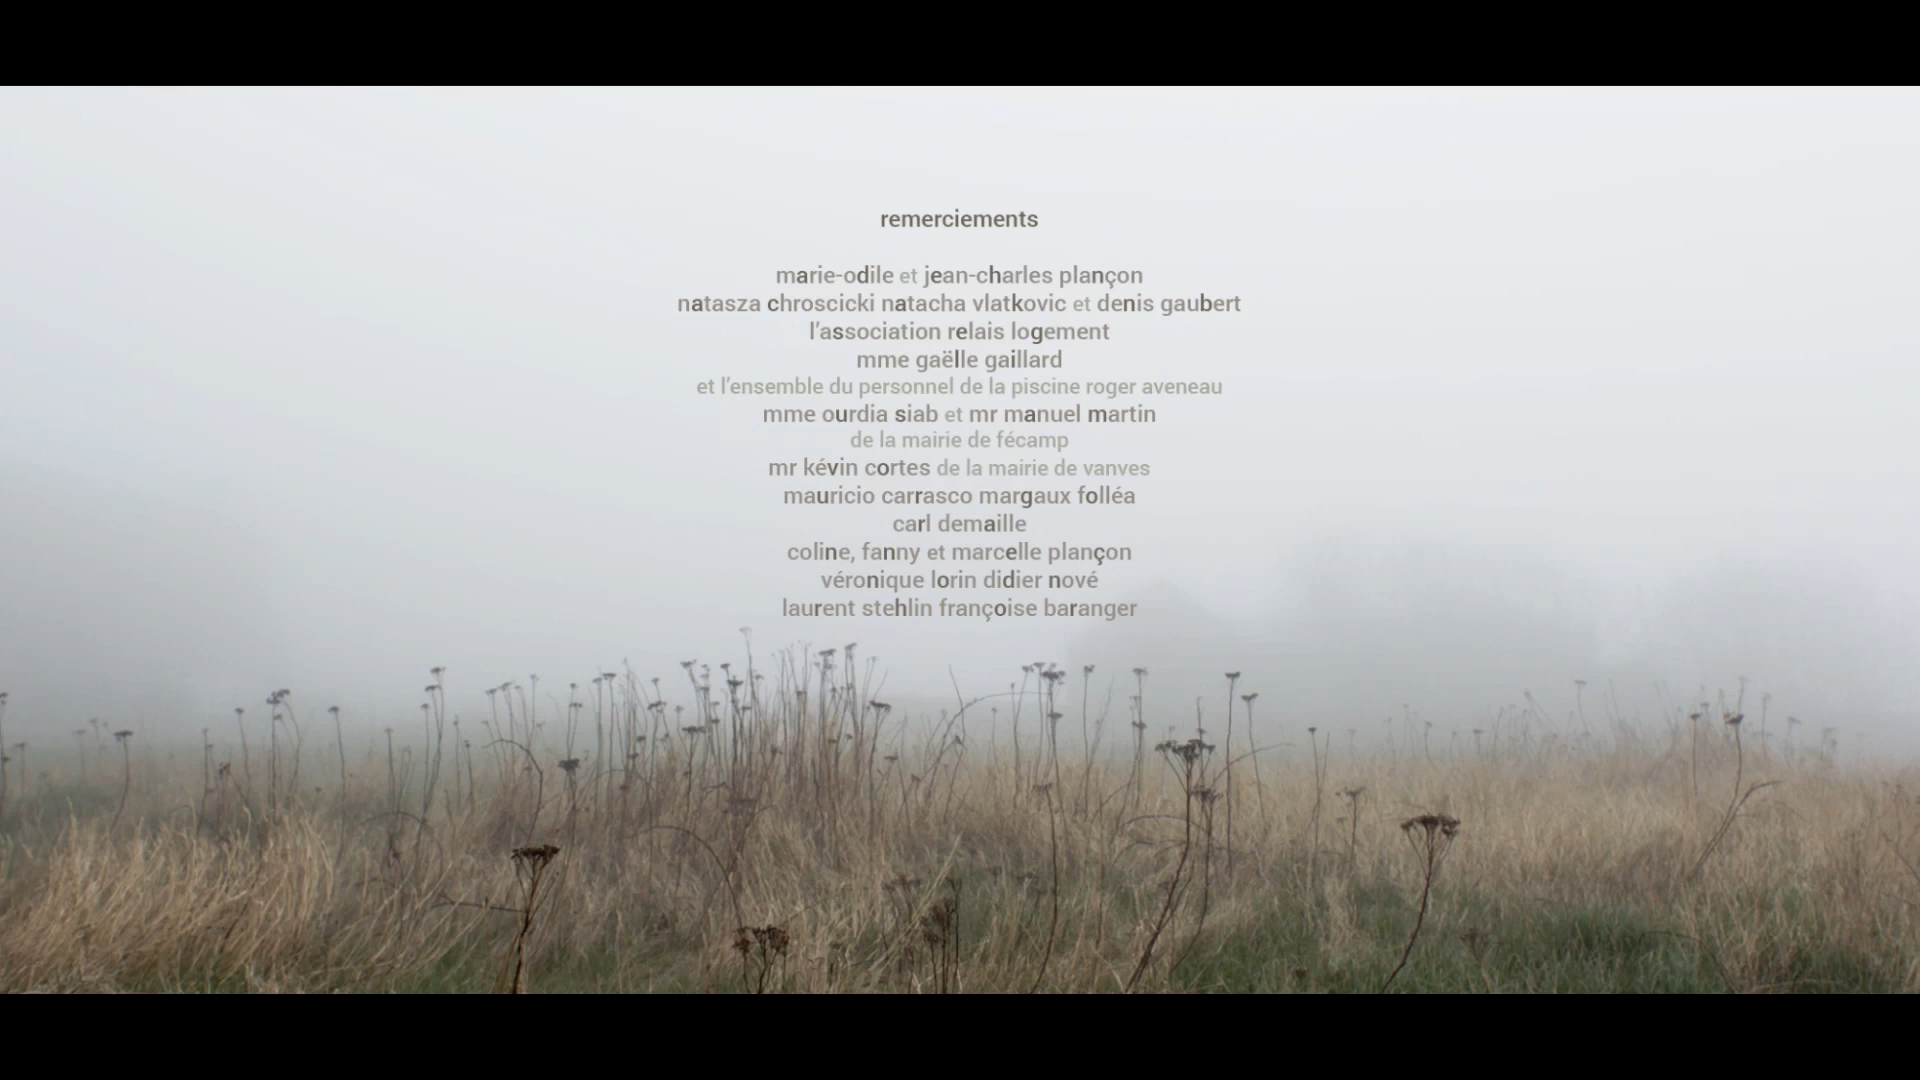 remerciements
marie-odile et jean-charles plançon
natasza chroscicki natacha vlatkovic et denis gaubert
l'association relais logement
mme gaëlle gaillard
et l'ensemble du personnel de la piscine roger aveneau
mme ourdia siab et mr manuel martin
de la mairie de fécamp
mr kévin cortes de la mairie de vanves
mauricio carrasco margaux folléa
carl demaille
coline, fanny et marcelle plançon
véronique lorin didier nové
laurent stehlin françoise baranger